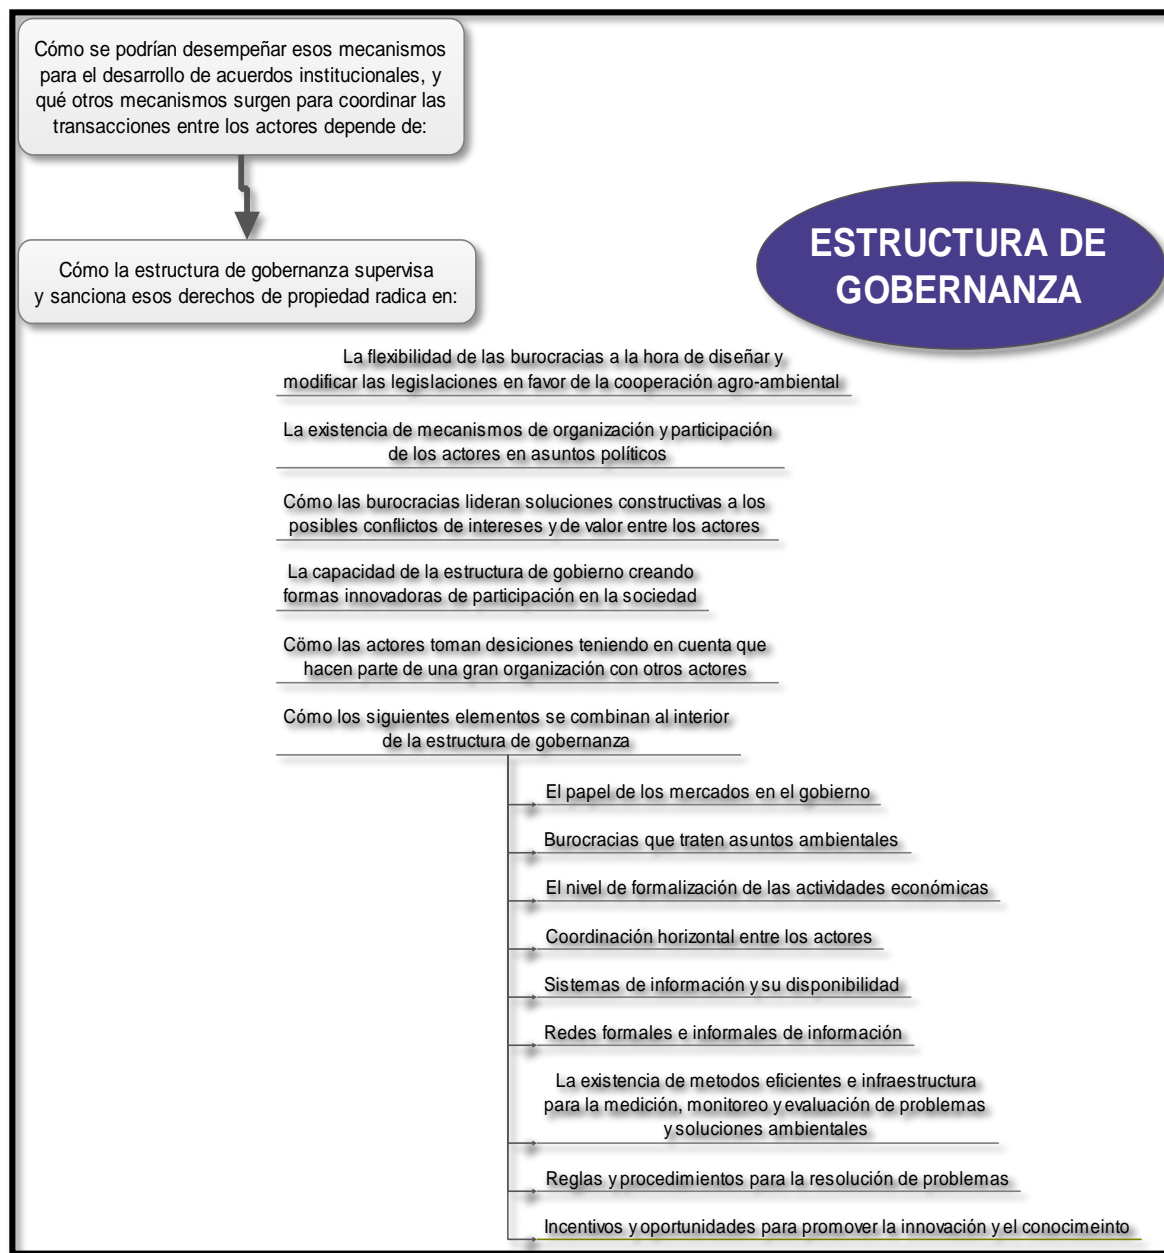 Cómo se podrían desempeñar esos mecanismos
para el desarrollo de acuerdos institucionales, y
qué otros mecanismos surgen para coordinar las
transacciones entre los actores depende de:
Cómo la estructura de gobernanza supervisa
y sanciona esos derechos de propiedad radica en:
ESTRUCTURA DE
GOBERNANZA
La flexibilidad de las burocracias a la hora de diseñar y
modificar las legislaciones en favor de la cooperación agro-ambiental
La existencia de mecanismos de organización y participación
de los actores en asuntos políticos
Cómo las burocracias lideran soluciones constructivas a los
posibles conflictos de intereses y de valor entre los actores
La capacidad de la estructura de gobierno creando
formas innovadoras de participación en la sociedad
Cömo las actores toman desiciones teniendo en cuenta que
hacen parte de una gran organización con otros actores
Cómo los siguientes elementos se combinan al interior
de la estructura de gobernanza
El papel de los mercados en el gobierno
Burocracias que traten asuntos ambientales
El nivel de formalización de las actividades económicas
Coordinación horizontal entre los actores
Sistemas de información y su disponibilidad
Redes formales e informales de información
La existencia de metodos eficientes e infraestructura
para la medición, monitoreo y evaluación de problemas
y soluciones ambientales
Reglas y procedimientos para la resolución de problemas
Incentivos y oportunidades para promover la innovación y el conocimeinto